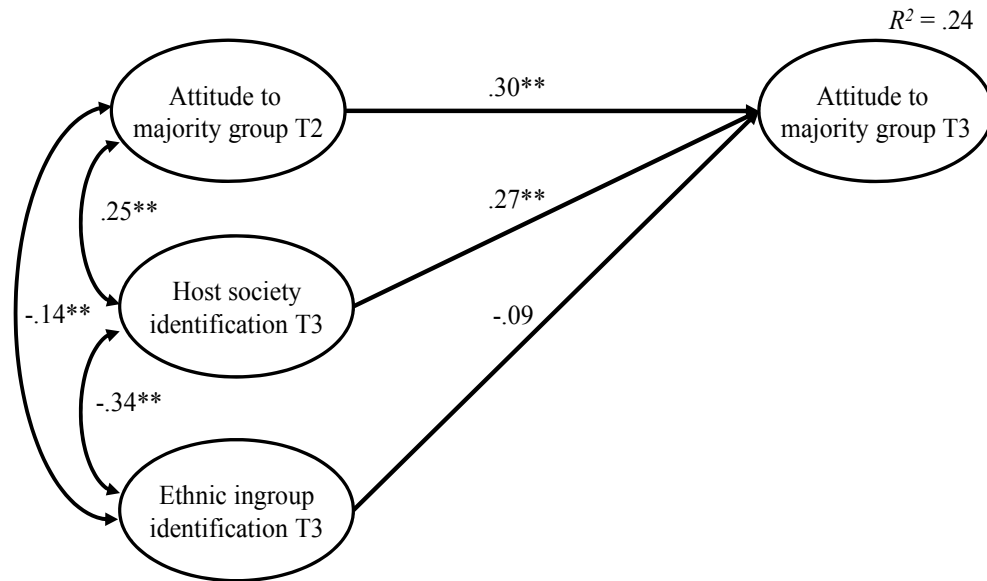 R² = .24
Attitude to
majority group T2
.30**
Attitude to
majority group T3
.25**
.27**
Host society
identification T3
-.14**
-.09
-.34**
Ethnic ingroup
identification T3